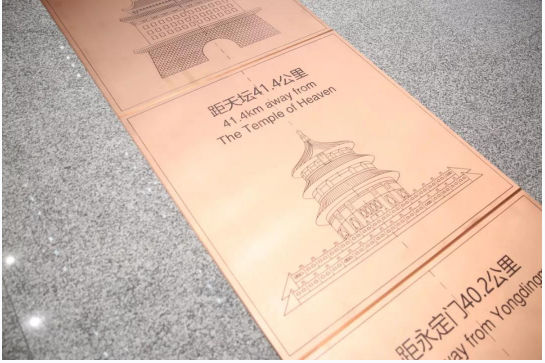 距天坛41.4公里
41.4km away from
The Temple of Heaven
距永定门40.2公里
away from Yongdingm